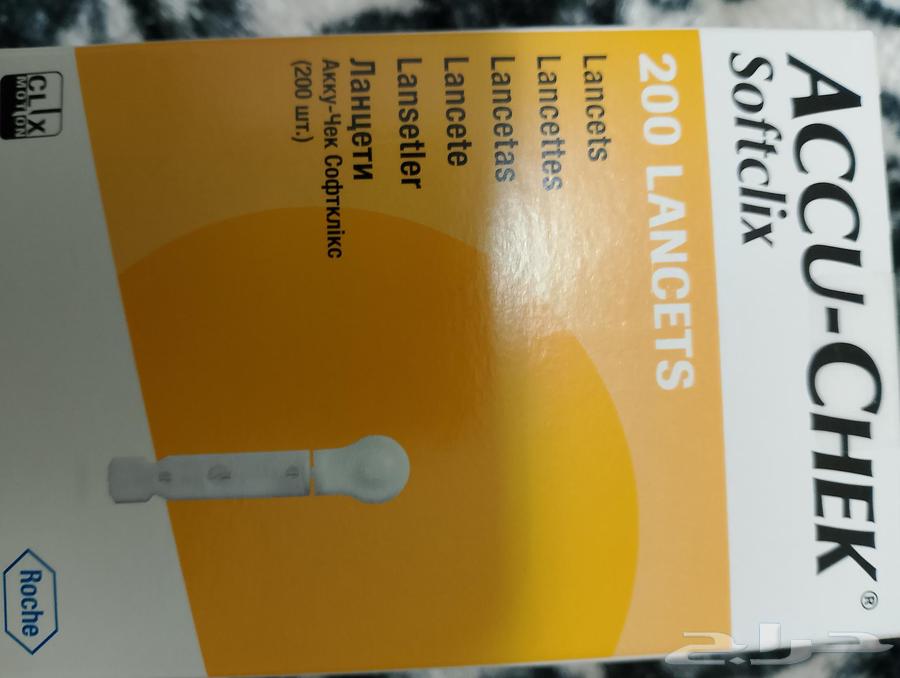 ACCU-CHEK®
Softclix
200 LANCETS
Lancets
Lancettes
Lancetas
Lancete
Lansetler
Ланцети
Акку-Чек Софтклікс
(200 шт.)
CLIX
MOTION
Roche
حراج